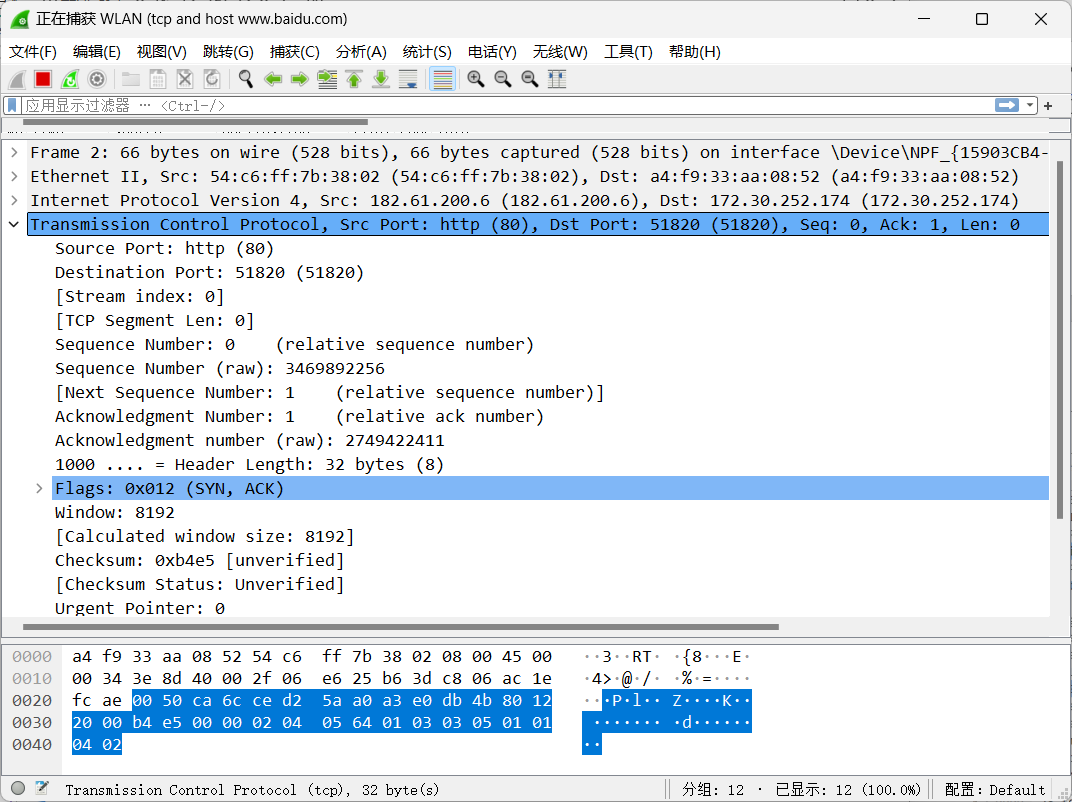 正在捕获 WLAN (tcp and host www.baidu.com)
文件(F) 编辑(E) 视图(V) 跳转(G) 捕获(C) 分析(A) 统计(S) 电话(Y) 无线(W) 工具(T) 帮助(H)
应用显示过滤器 … <Ctrl-/>
Frame 2: 66 bytes on wire (528 bits), 66 bytes captured (528 bits) on interface \Device\NPF_{15903CB4-
Ethernet II, Src: 54:c6:ff:7b:38:02 (54:c6:ff:7b:38:02), Dst: a4:f9:33:aa:08:52 (a4:f9:33:aa:08:52)
Internet Protocol Version 4, Src: 182.61.200.6 (182.61.200.6), Dst: 172.30.252.174 (172.30.252.174)
Transmission Control Protocol, Src Port: http (80), Dst Port: 51820 (51820), Seq: 0, Ack: 1, Len: 0
Source Port: http (80)
Destination Port: 51820 (51820)
[Stream index: 0]
[TCP Segment Len: 0]
Sequence Number: 0    (relative sequence number)
Sequence Number (raw): 3469892256
[Next Sequence Number: 1    (relative sequence number)]
Acknowledgment Number: 1    (relative ack number)
Acknowledgment number (raw): 2749422411
1000 .... = Header Length: 32 bytes (8)
Flags: 0x012 (SYN, ACK)
Window: 8192
[Calculated window size: 8192]
Checksum: 0xb4e5 [unverified]
[Checksum Status: Unverified]
Urgent Pointer: 0
0000  a4 f9 33 aa 08 52 54 c6  ff 7b 38 02 08 00 45 00   ··3··RT· ·{8···E·
0010  00 34 3e 8d 40 00 2f 06  e6 25 b6 3d c8 06 ac 1e   ·4>·@·/· ·%·=····
0020  fc ae 00 50 ca 6c ce d2  5a a0 a3 e0 db 4b 80 12   ···P·l·· Z····K··
0030  20 00 b4 e5 00 00 02 04  05 64 01 03 03 05 01 01    ······· ·d······
0040  04 02   ··
Transmission Control Protocol (tcp), 32 byte(s) 分组: 12 · 已显示: 12 (100.0%) 配置: Default